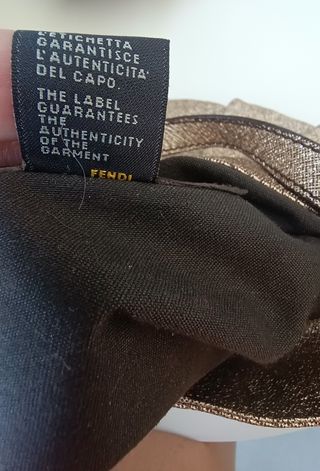 L'ETICHETTA
GARANTISCE
L'AUTENTICITA'
DEL CAPO.
THE LABEL
GUARANTEES
THE
AUTHENTICITY
OF THE
GARMENT
FENDI